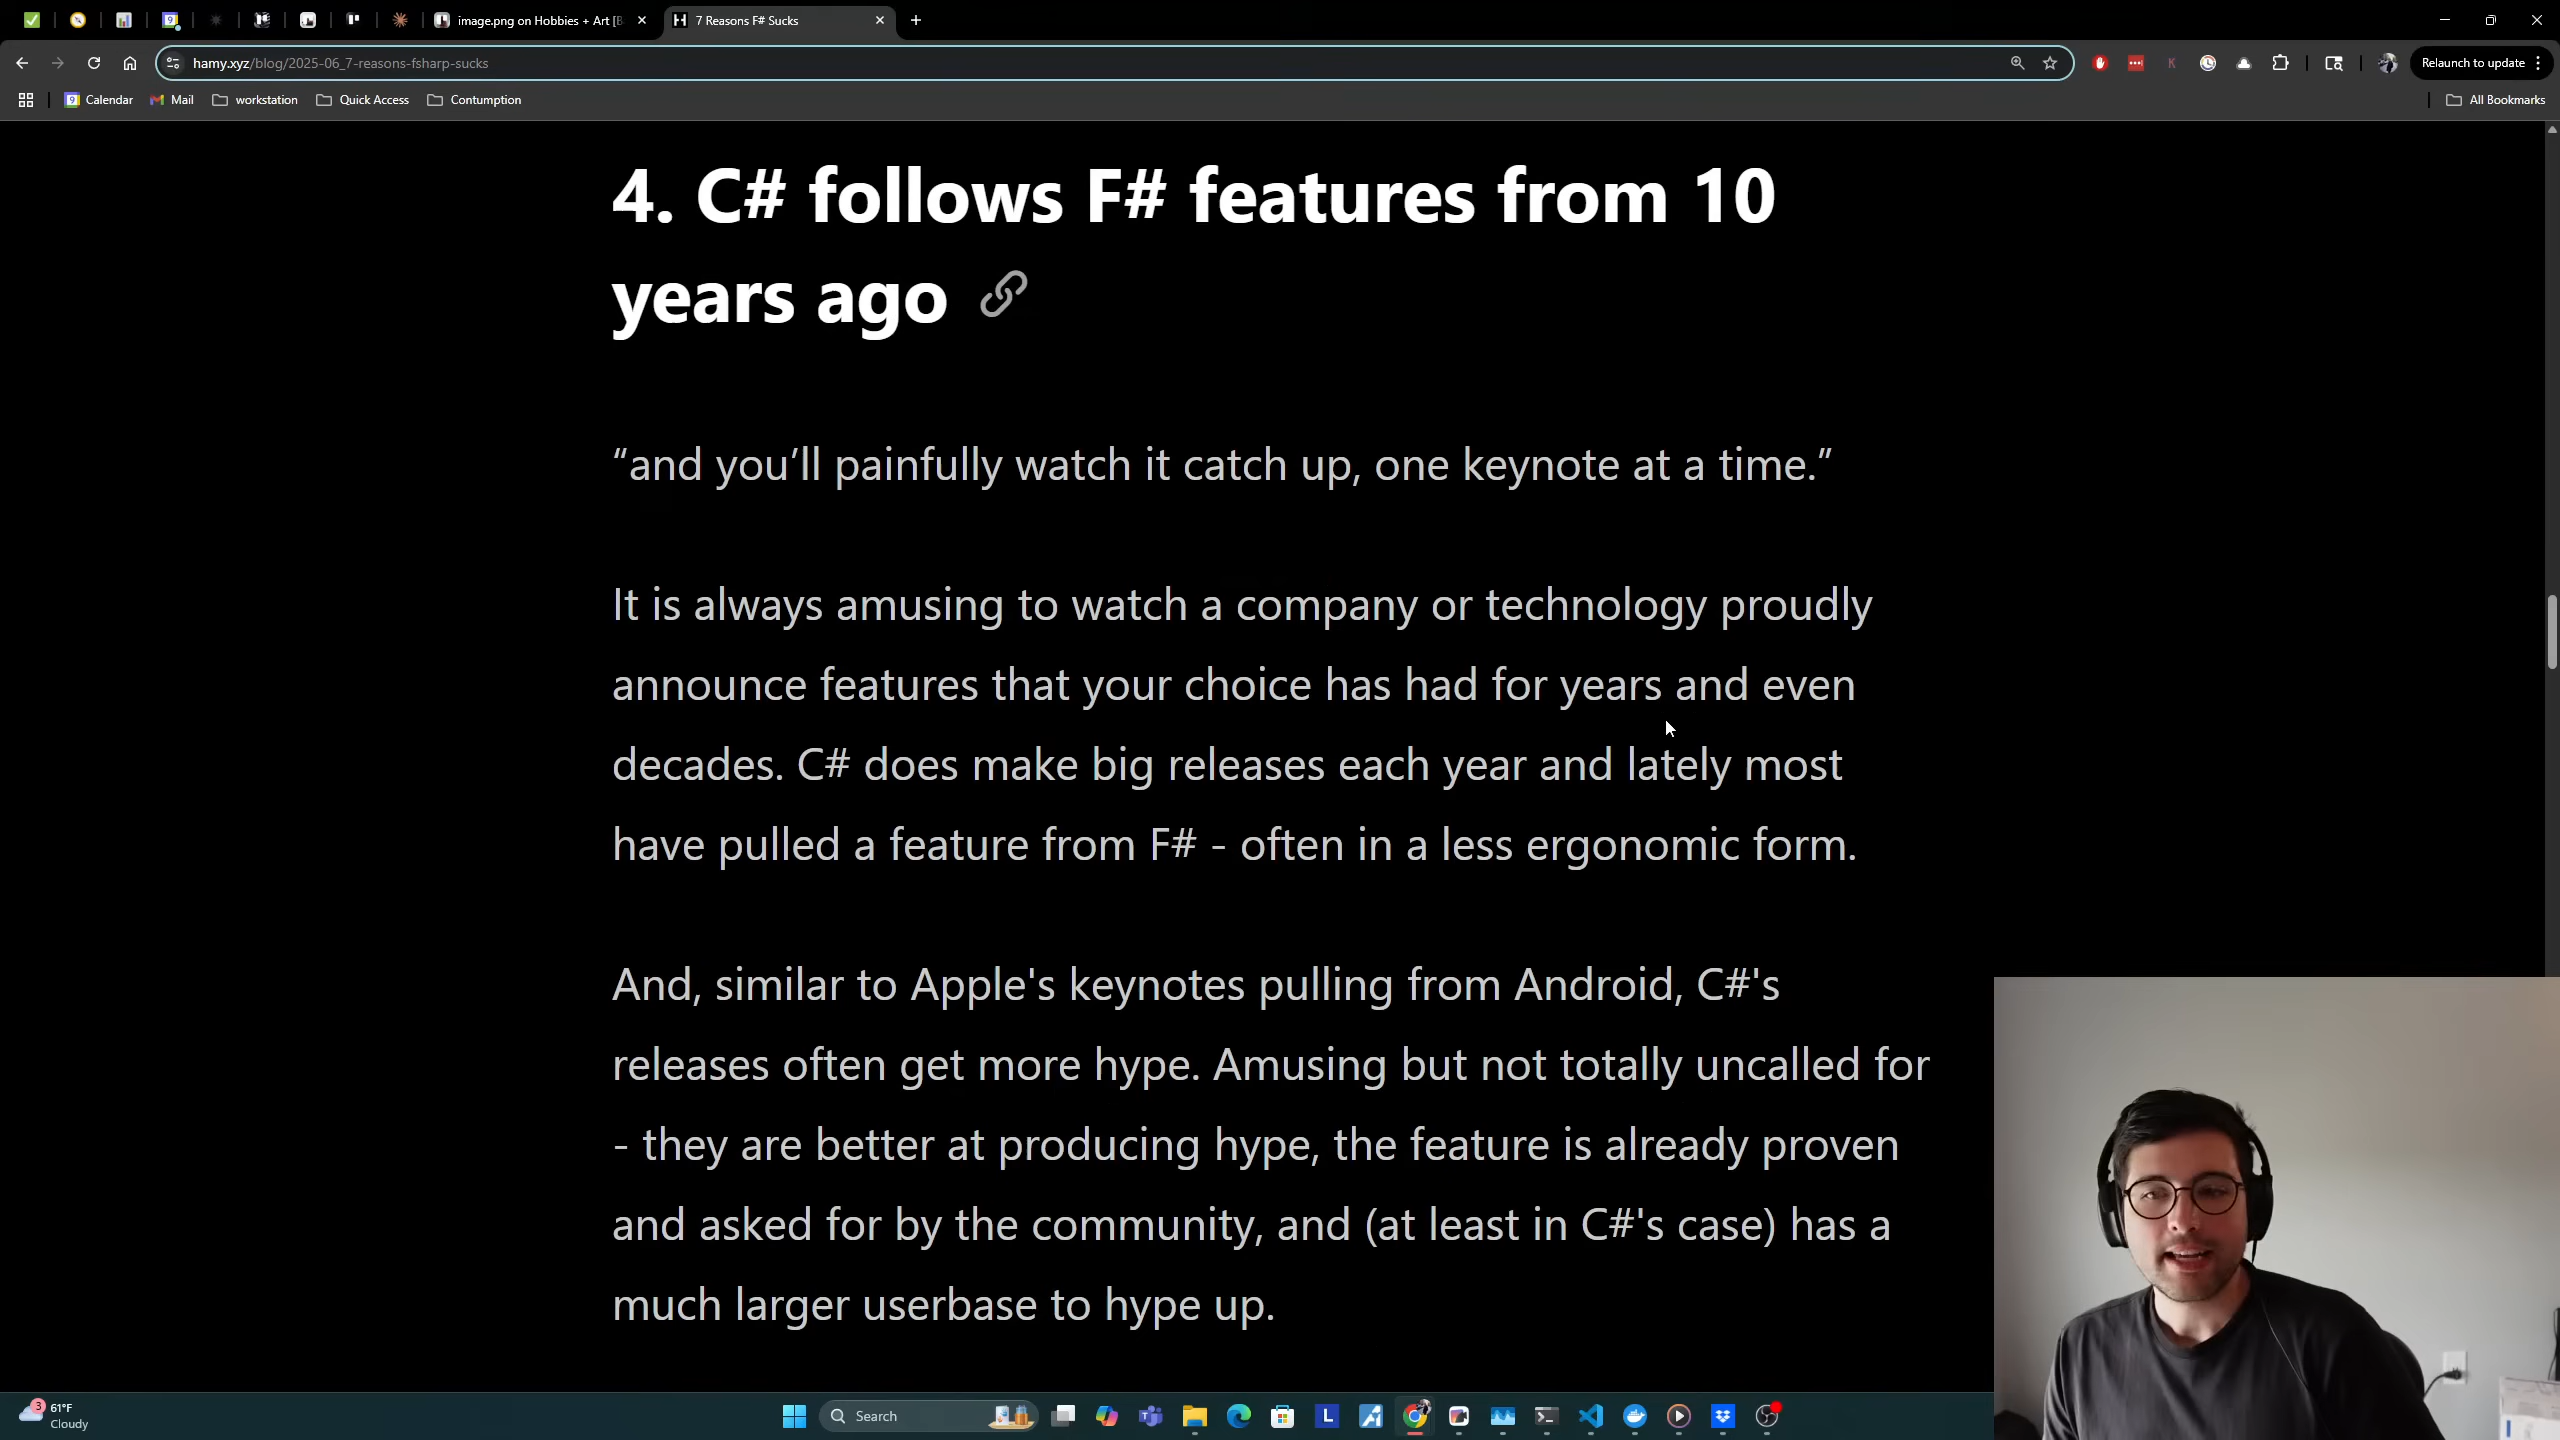 image.png on Hobbies + Art [B
7 Reasons F# Sucks
hamy.xyz/blog/2025-06_7-reasons-fsharp-sucks
Relaunch to update
Calendar
Mail
workstation
Quick Access
Contumption
All Bookmarks
4. C# follows F# features from 10
years ago
“and you’ll painfully watch it catch up, one keynote at a time.”
It is always amusing to watch a company or technology proudly
announce features that your choice has had for years and even
decades. C# does make big releases each year and lately most
have pulled a feature from F# - often in a less ergonomic form.
And, similar to Apple's keynotes pulling from Android, C#'s
releases often get more hype. Amusing but not totally uncalled for
- they are better at producing hype, the feature is already proven
and asked for by the community, and (at least in C#'s case) has a
much larger userbase to hype up.
3
61°F
Cloudy
Search